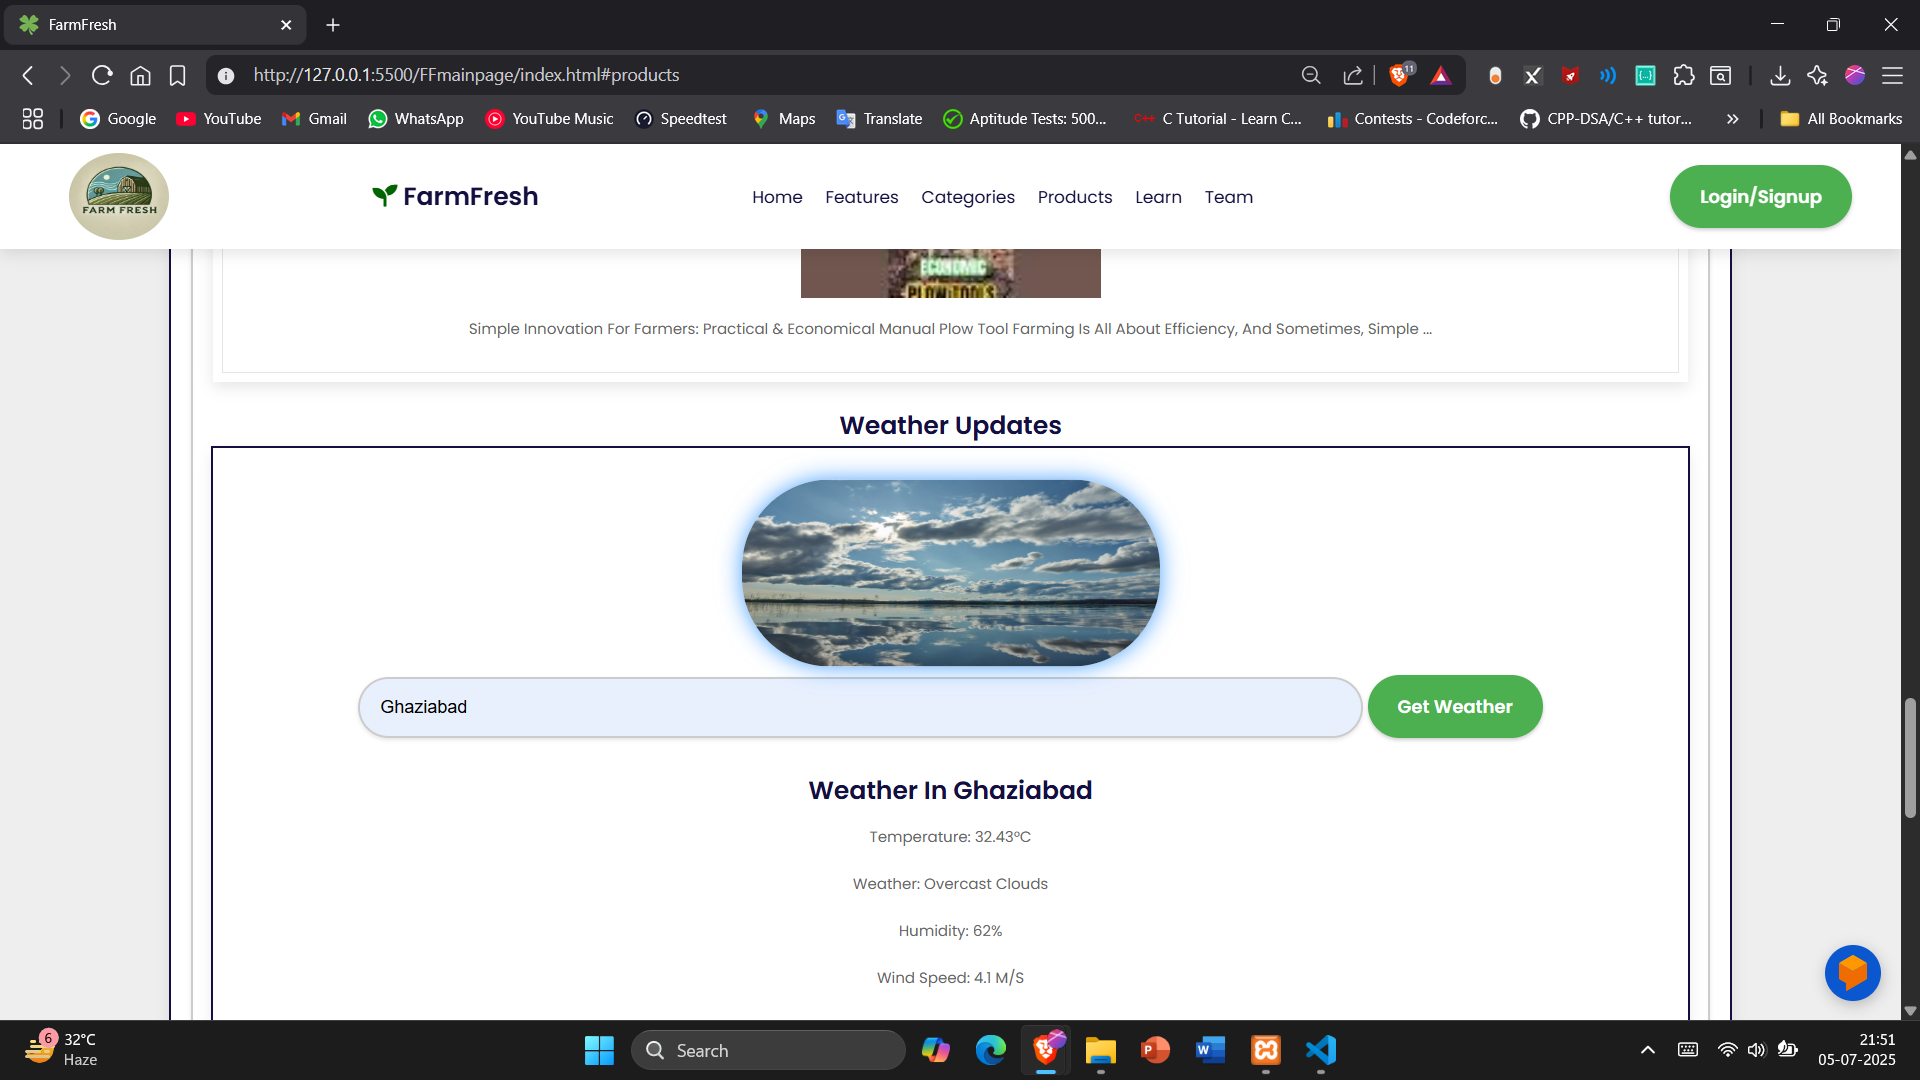 FarmFresh
http://127.0.0.1:5500/FFmainpage/index.html#products
11
Google
YouTube
Gmail
WhatsApp
YouTube Music
Speedtest
Maps
Translate
Aptitude Tests: 500...
C++
C Tutorial - Learn C...
Contests - Codeforc...
CPP-DSA/C++ tutor...
All Bookmarks
FARM FRESH
FarmFresh
Home
Features
Categories
Products
Learn
Team
Login/Signup
ECONOMIC
PLOW TOOLS
Simple Innovation For Farmers: Practical & Economical Manual Plow Tool Farming Is All About Efficiency, And Sometimes, Simple ...
Weather Updates
Ghaziabad
Get Weather
Weather In Ghaziabad
Temperature: 32.43°C
Weather: Overcast Clouds
Humidity: 62%
Wind Speed: 4.1 M/S
6
32°C
Haze
Search
21:51
05-07-2025